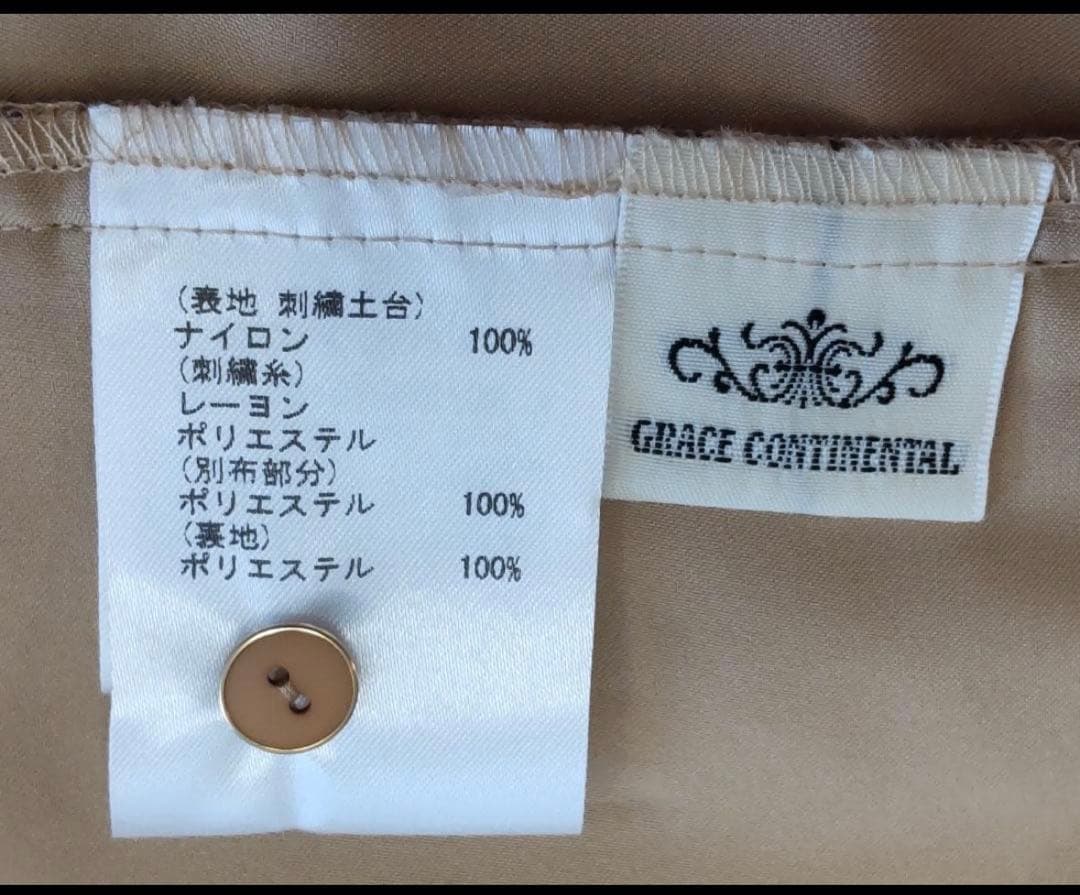 (表地 刺繍土台)
ナイロン 100%
(刺繍糸)
レーヨン
ポリエステル
(別布部分)
ポリエステル 100%
(裏地)
ポリエステル 100%
GRACE CONTINENTAL